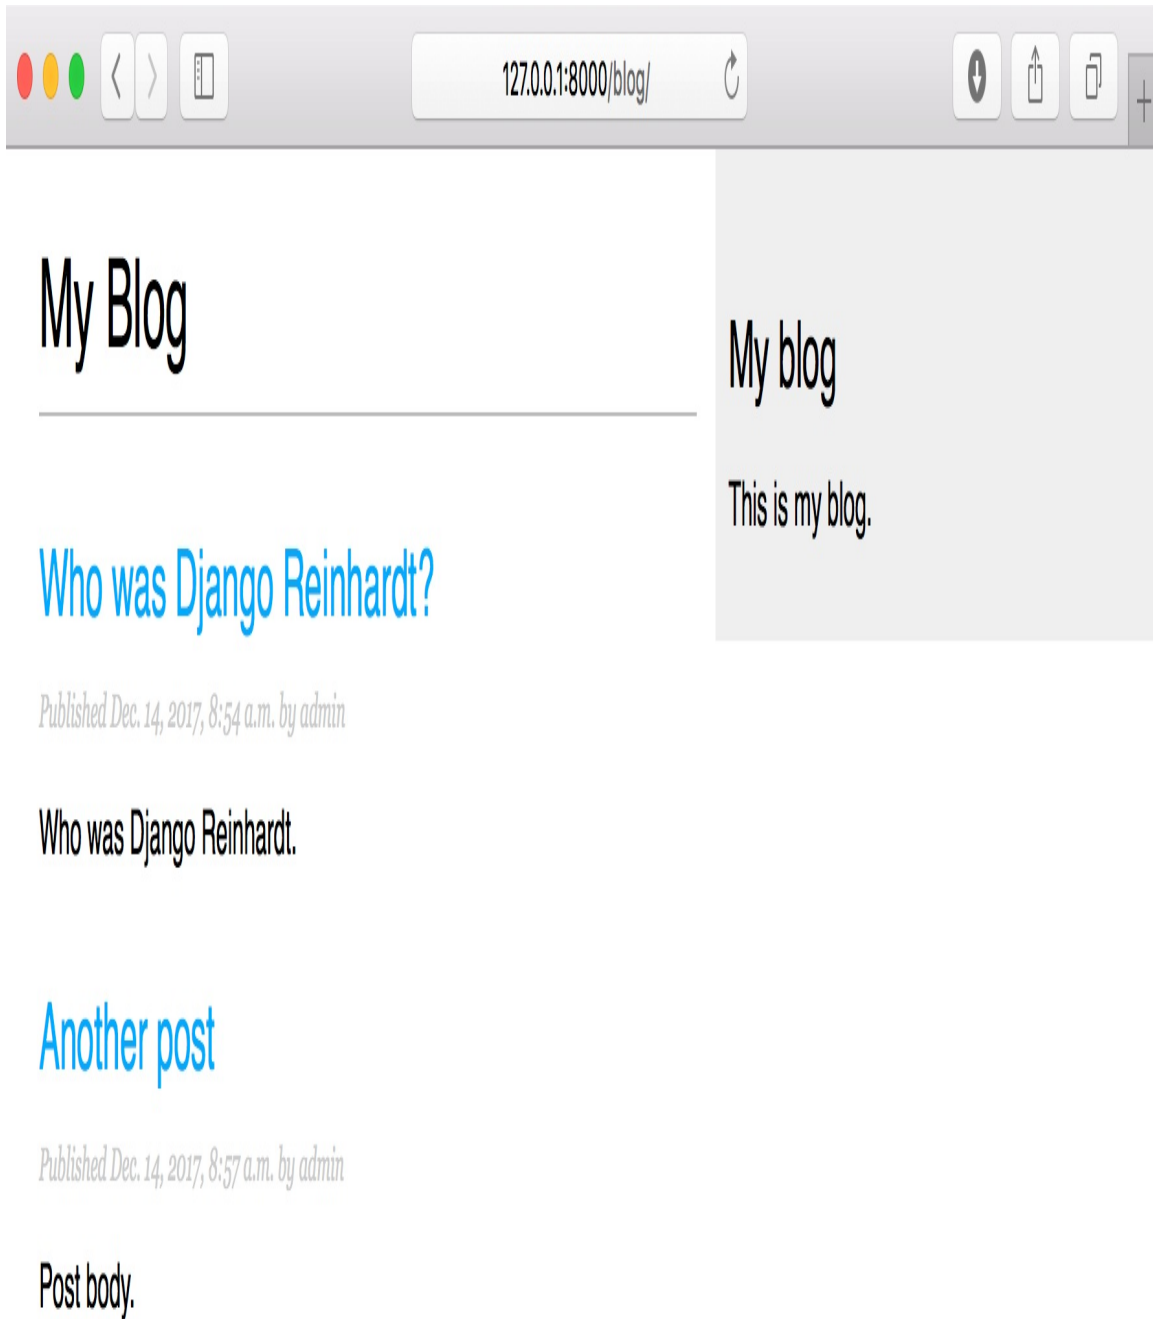 127.0.0.1:8000/blog/
My Blog
Who was Django Reinhardt?
Published Dec. 14, 2017, 8:54 a.m. by admin
Who was Django Reinhardt.
Another post
Published Dec. 14, 2017, 8:57 a.m. by admin
Post body.
My blog
This is my blog.